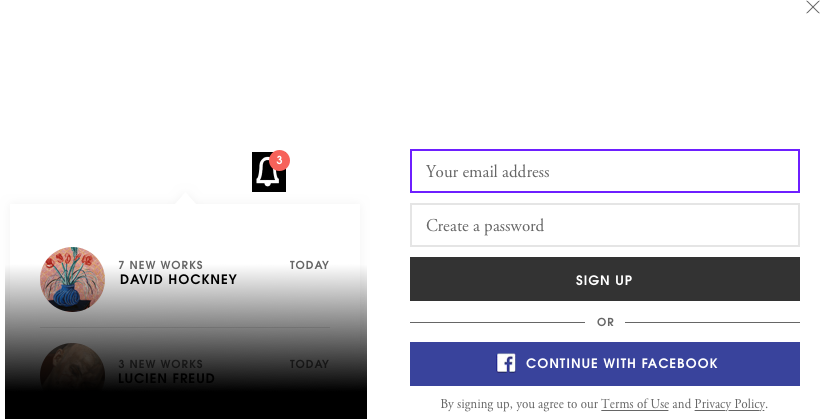 3
7 NEW WORKS
TODAY
DAVID HOCKNEY
3 NEW WORKS
TODAY
LUCIEN FREUD
Your email address
Create a password
SIGN UP
OR
CONTINUE WITH FACEBOOK
By signing up, you agree to our Terms of Use and Privacy Policy.